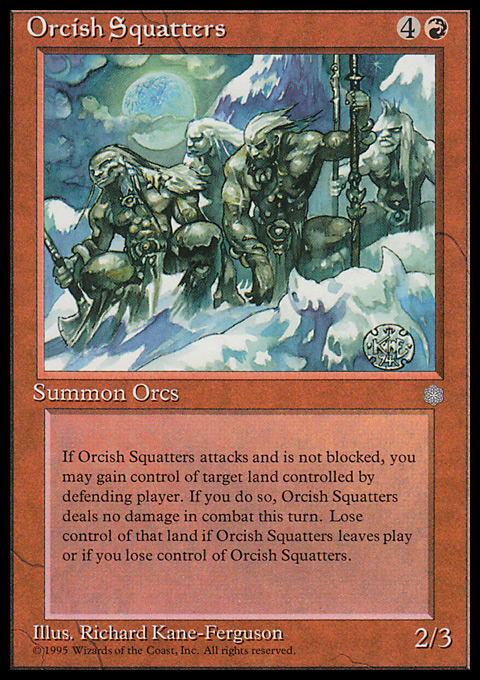 Orcish Squatters
4
Summon Orcs
If Orcish Squatters attacks and is not blocked, you
may gain control of target land controlled by
defending player. If you do so, Orcish Squatters
deals no damage in combat this turn. Lose
control of that land if Orcish Squatters leaves play
or if you lose control of Orcish Squatters.
Illus. Richard Kane-Ferguson
2/3
©1995 Wizards of the Coast, Inc. All rights reserved.